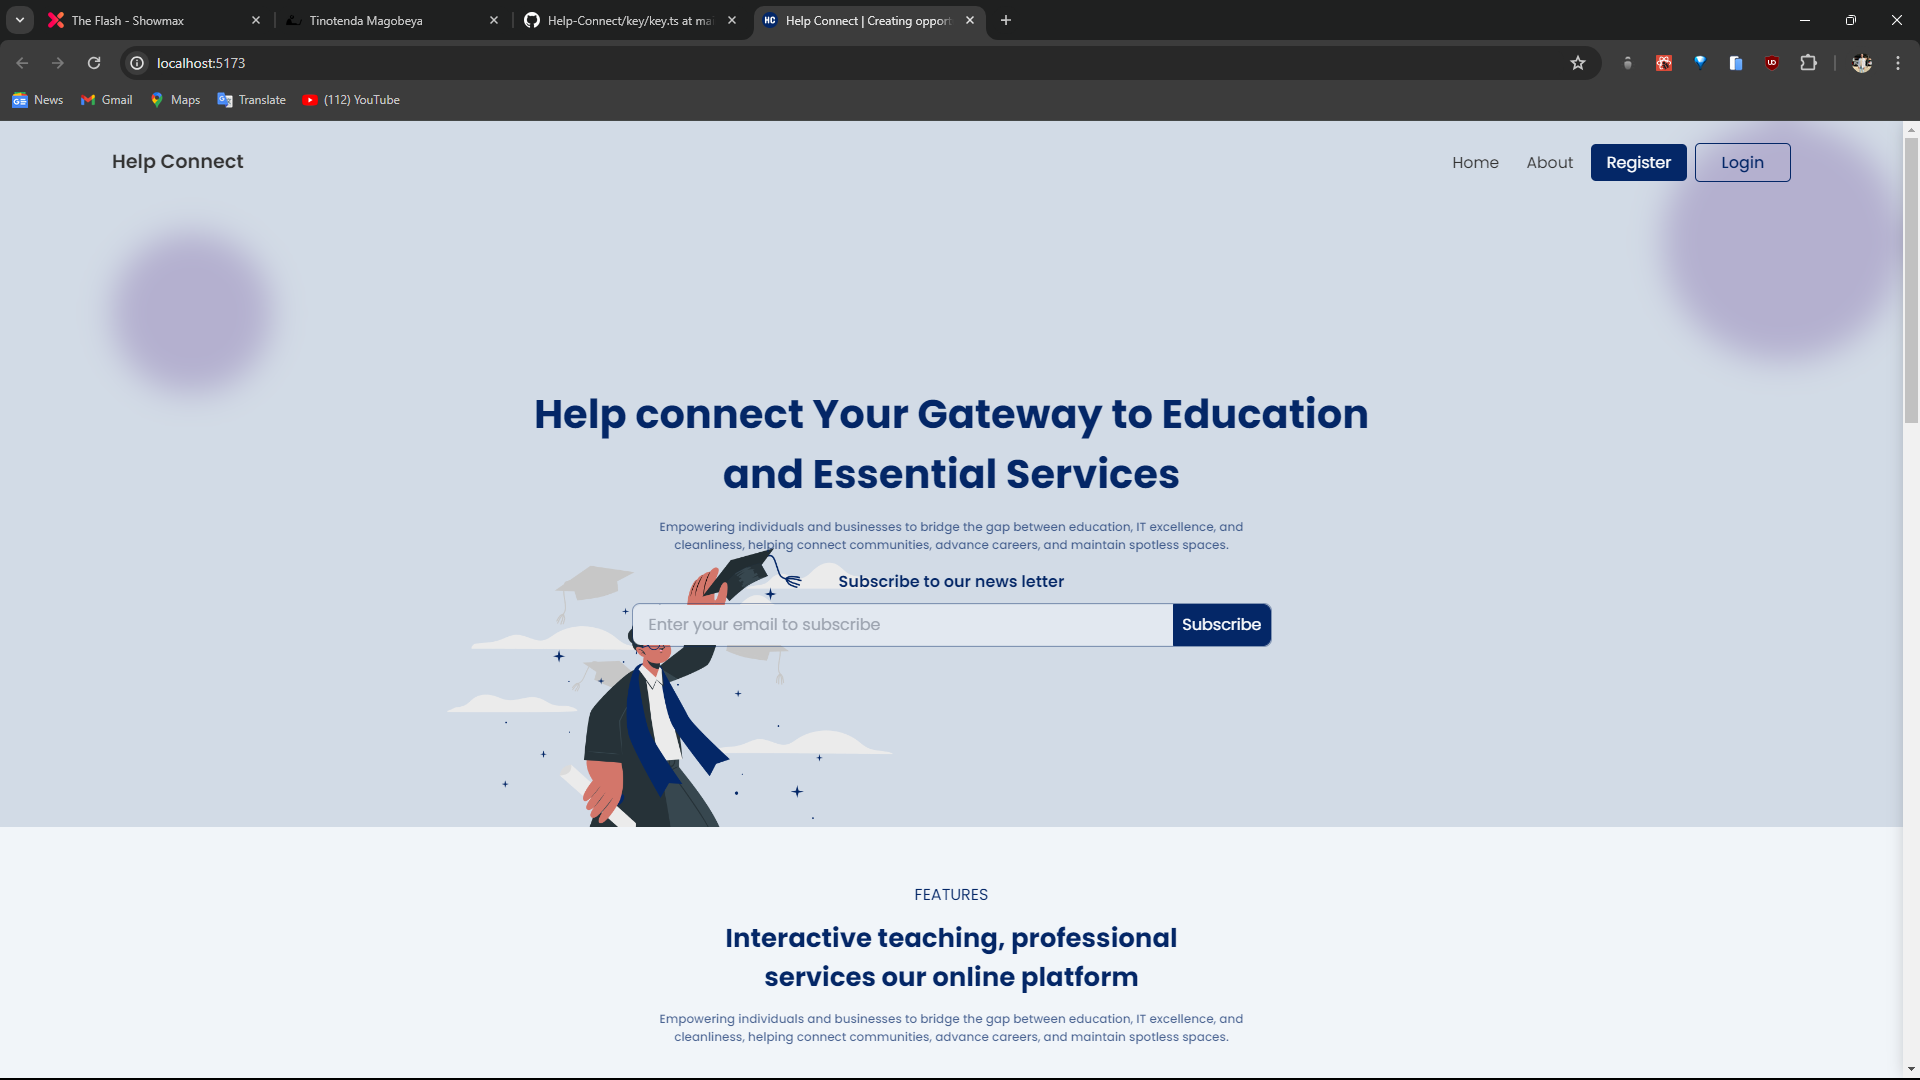 The Flash - Showmax
Tinotenda Magobeya
Help-Connect/key/key.ts at mai
HC
Help Connect | Creating opport
localhost:5173
News
Gmail
Maps
Translate
(112) YouTube
Help Connect
Home
About
Register
Login
Help connect Your Gateway to Education
and Essential Services
Empowering individuals and businesses to bridge the gap between education, IT excellence, and
cleanliness, helping connect communities, advance careers, and maintain spotless spaces.
Subscribe to our news letter
Enter your email to subscribe
Subscribe
FEATURES
Interactive teaching, professional
services our online platform
Empowering individuals and businesses to bridge the gap between education, IT excellence, and
cleanliness, helping connect communities, advance careers, and maintain spotless spaces.